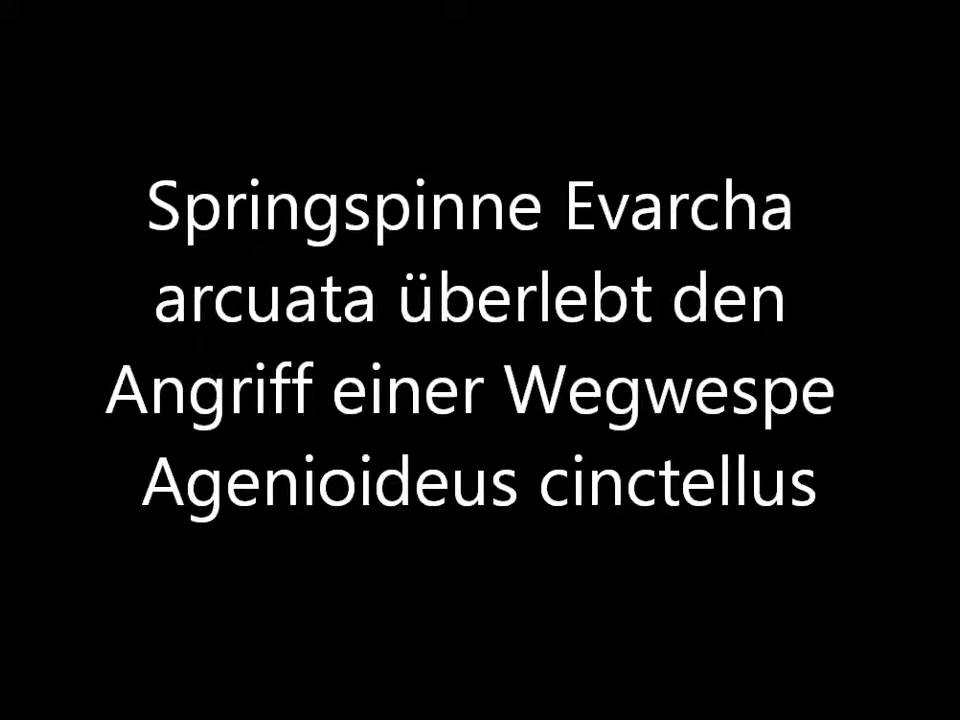 Springspinne Evarcha
arcuata überlebt den
Angriff einer Wegwespe
Agenioideus cinctellus